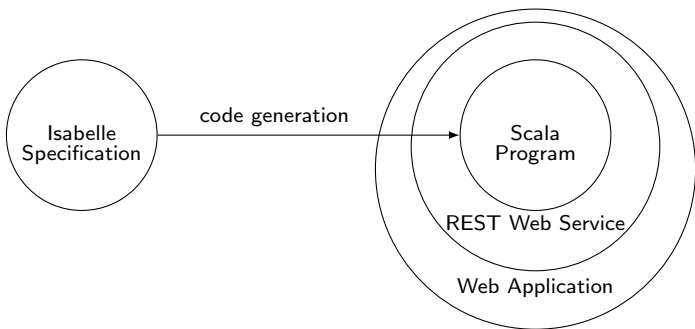 Isabelle
Specification
code generation
Scala
Program
REST Web Service
Web Application